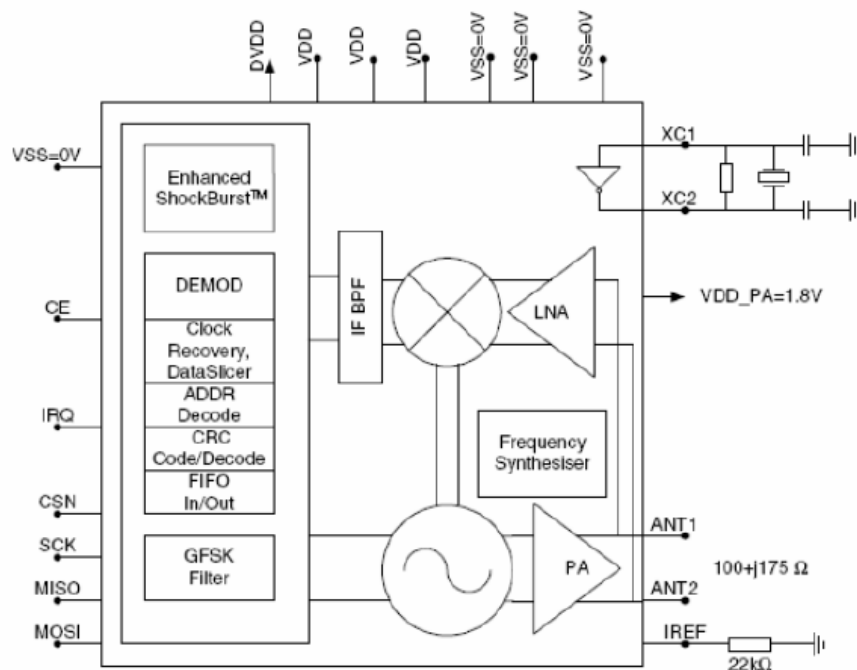 DVDD
VDD
VDD
VDD
VSS=0V
VSS=0V
VSS=0V
VSS=0V
XC1
XC2
Enhanced
ShockBurst™
DEMOD
Clock
Recovery,
DataSlicer
ADDR
Decode
CRC
Code/Decode
FIFO
In/Out
GFSK
Filter
IF BPF
LNA
VDD_PA=1.8V
CE
IRQ
CSN
SCK
MISO
MOSI
Frequency
Synthesiser
PA
ANT1
ANT2
100+j175 Ω
IREF
22kΩ